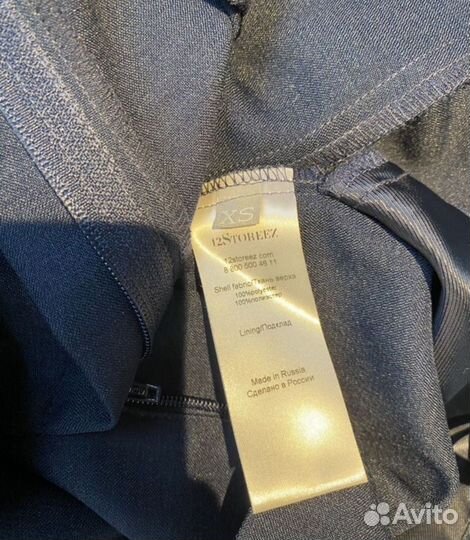 XS
12STOREEZ
12storeez.com
8 800 500 46 11
Shell fabric/Ткань верха
100%polyester
100%полиэстер
Lining/Подклад
Made in Russia
Сделано в России
Avito